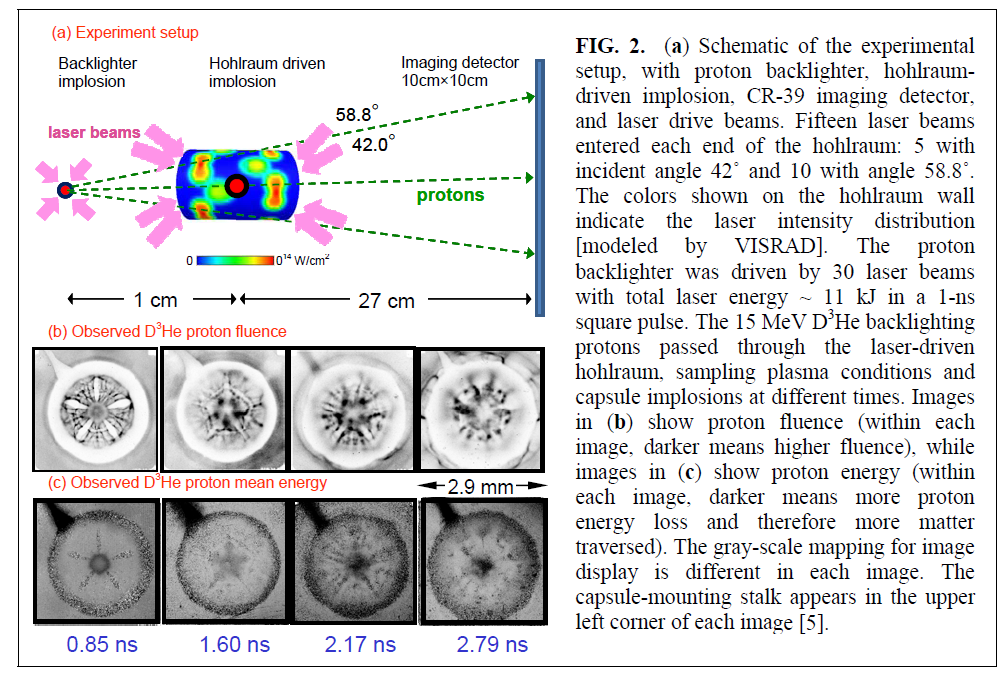 (a) Experiment setup
Backlighter
implosion
Hohlraum driven
implosion
Imaging detector
10cm×10cm
58.8°
42.0°
laser beams
protons
0
0¹⁴ W/cm²
1 cm
27 cm
(b) Observed D³He proton fluence
(c) Observed D³He proton mean energy
2.9 mm
0.85 ns
1.60 ns
2.17 ns
2.79 ns
FIG. 2. (a) Schematic of the experimental
setup, with proton backlighter, hohlraum-
driven implosion, CR-39 imaging detector,
and laser drive beams. Fifteen laser beams
entered each end of the hohlraum: 5 with
incident angle 42˚ and 10 with angle 58.8˚.
The colors shown on the hohlraum wall
indicate the laser intensity distribution
[modeled by VISRAD]. The proton
backlighter was driven by 30 laser beams
with total laser energy ~ 11 kJ in a 1-ns
square pulse. The 15 MeV D³He backlighting
protons passed through the laser-driven
hohlraum, sampling plasma conditions and
capsule implosions at different times. Images
in (b) show proton fluence (within each
image, darker means higher fluence), while
images in (c) show proton energy (within
each image, darker means more proton
energy loss and therefore more matter
traversed). The gray-scale mapping for image
display is different in each image. The
capsule-mounting stalk appears in the upper
left corner of each image [5].